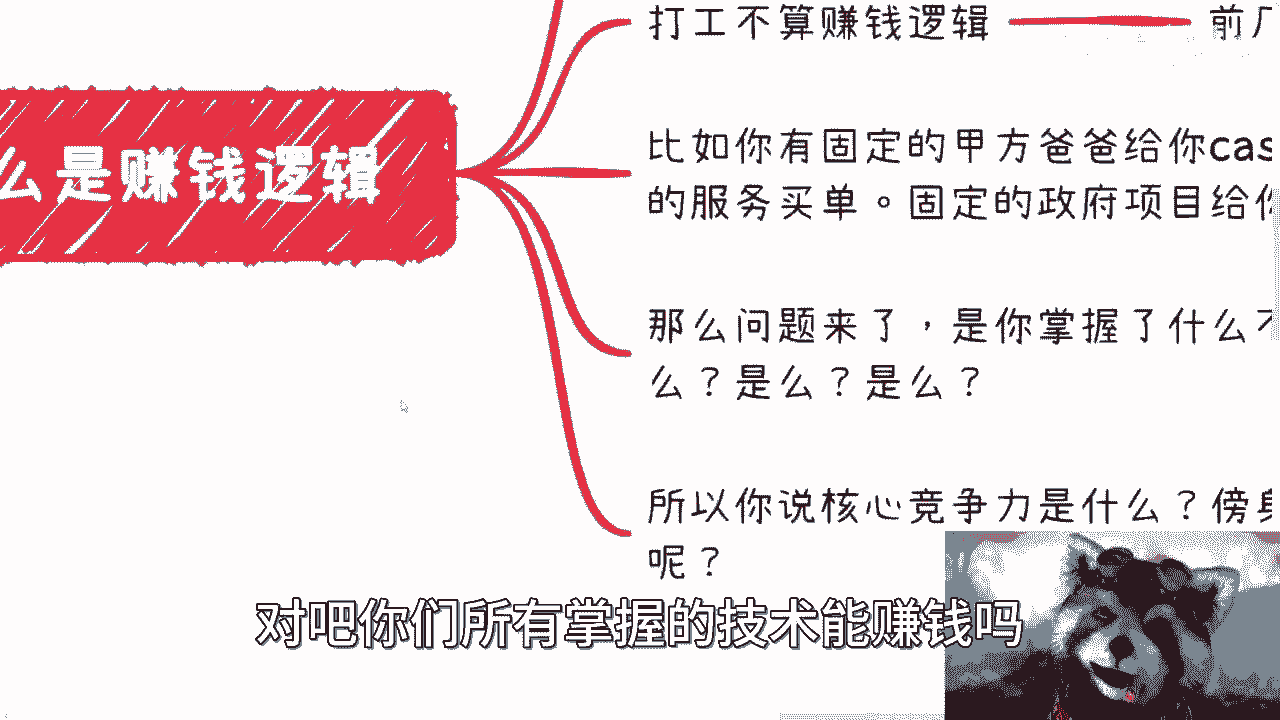 打工不算赚钱逻辑
前
么是赚钱逻辑
比如你有固定的甲方爸爸给你cas
的服务买单。固定的政府项目给你
那么问题来了，是你掌握了什么不
么？是么？是么？
所以你说核心竞争力是什么？傍
呢？
对吧你们所有掌握的技术能赚钱吗